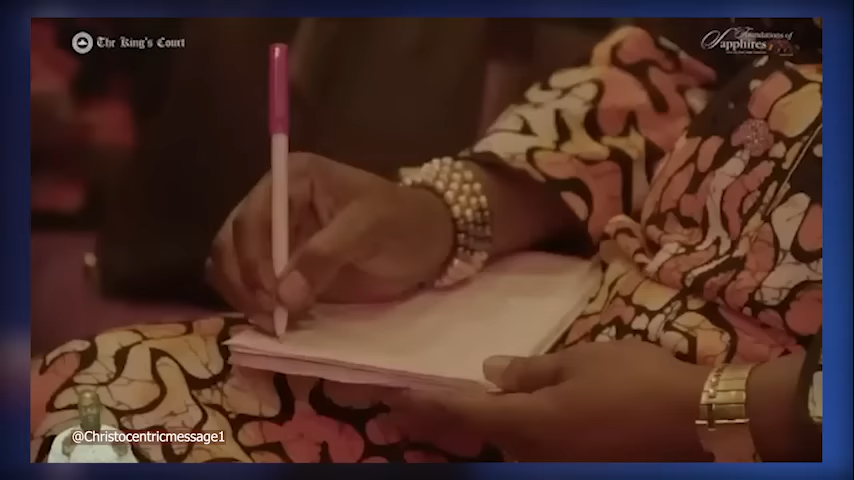 The King's Court
Foundations of
Sapphires
@Christocentricmessage1